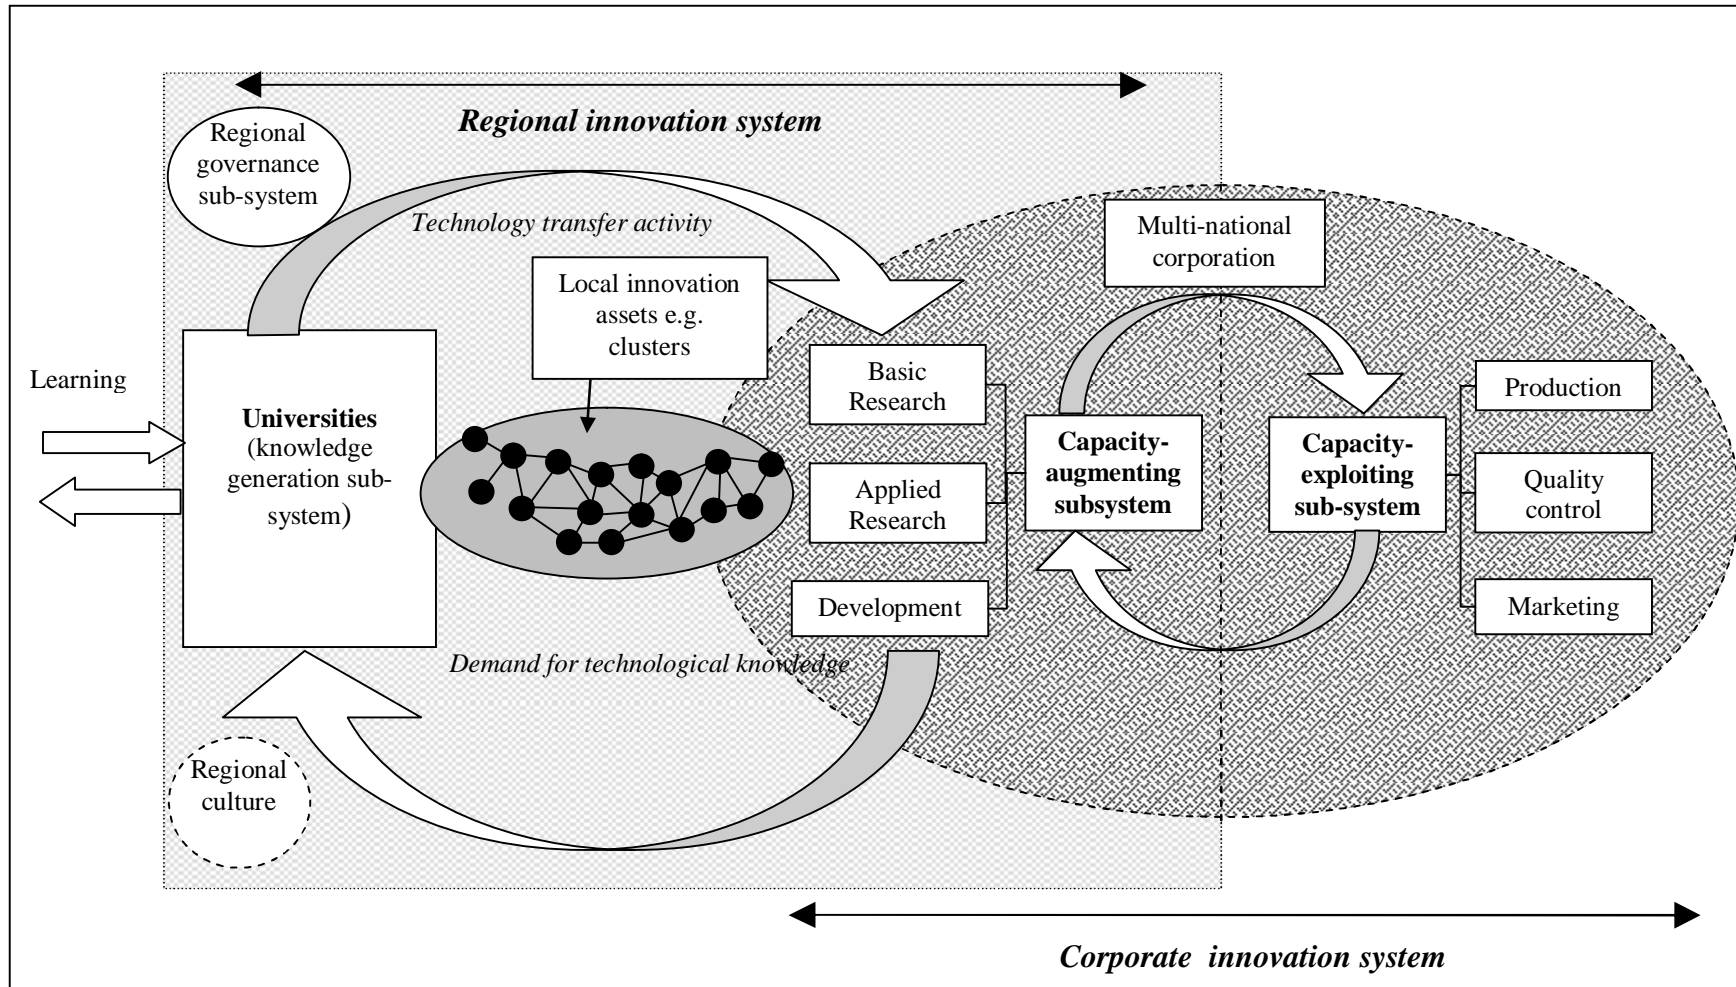 Regional innovation system
Regional
governance
sub-system
Technology transfer activity
Multi-national
corporation
Local innovation
assets e.g.
clusters
Learning
Universities
(knowledge
generation sub-
system)
Basic
Research
Applied
Research
Development
Capacity-
augmenting
subsystem
Capacity-
exploiting
sub-system
Production
Quality
control
Marketing
Demand for technological knowledge
Regional
culture
Corporate innovation system